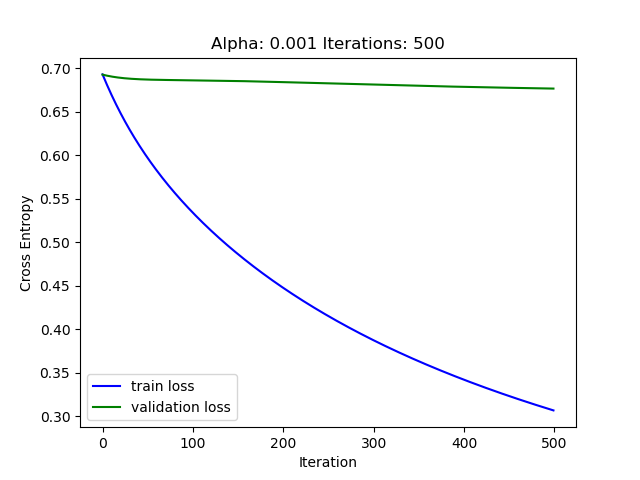 Alpha: 0.001 Iterations: 500
0.70
0.65
0.60
0.55
0.50
0.45
0.40
0.35
0.30
Cross Entropy
train loss
validation loss
0 100 200 300 400 500
Iteration